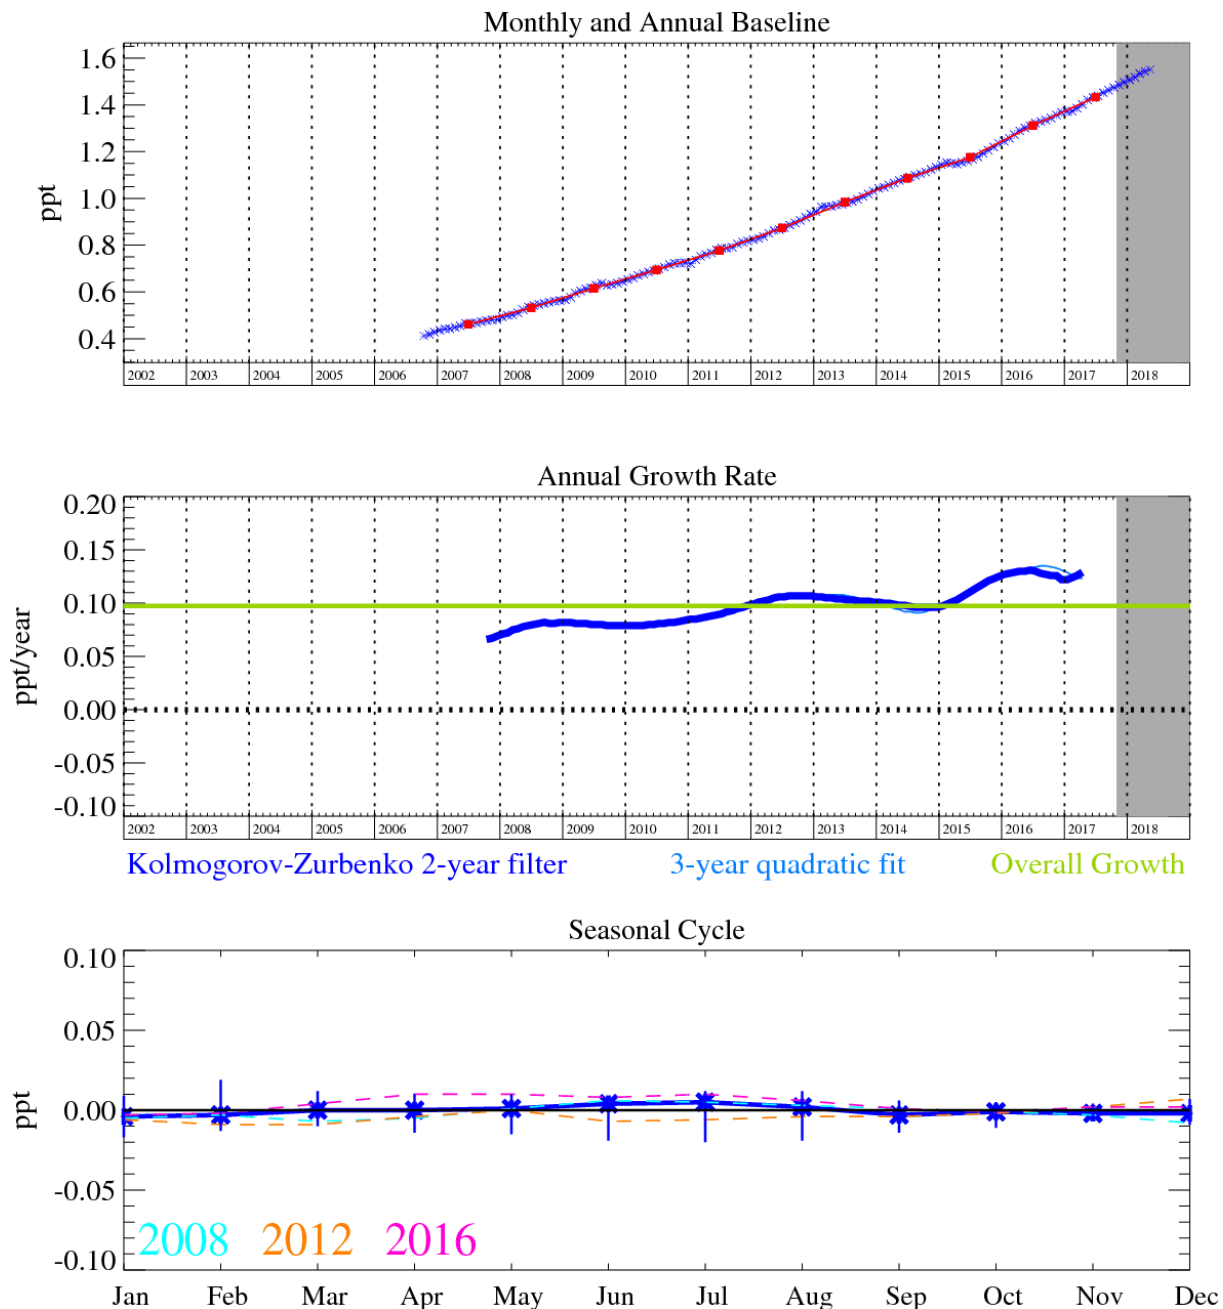 Monthly and Annual Baseline
1.6
1.4
1.2
1.0
0.8
0.6
0.4
ppt
2002 2003 2004 2005 2006 2007 2008 2009 2010 2011 2012 2013 2014 2015 2016 2017 2018
Annual Growth Rate
0.20
0.15
0.10
0.05
0.00
-0.05
-0.10
ppt/year
2002 2003 2004 2005 2006 2007 2008 2009 2010 2011 2012 2013 2014 2015 2016 2017 2018
Kolmogorov-Zurbenko 2-year filter 3-year quadratic fit Overall Growth
Seasonal Cycle
0.10
0.05
0.00
-0.05
-0.10
ppt
2008 2012 2016
Jan Feb Mar Apr May Jun Jul Aug Sep Oct Nov Dec